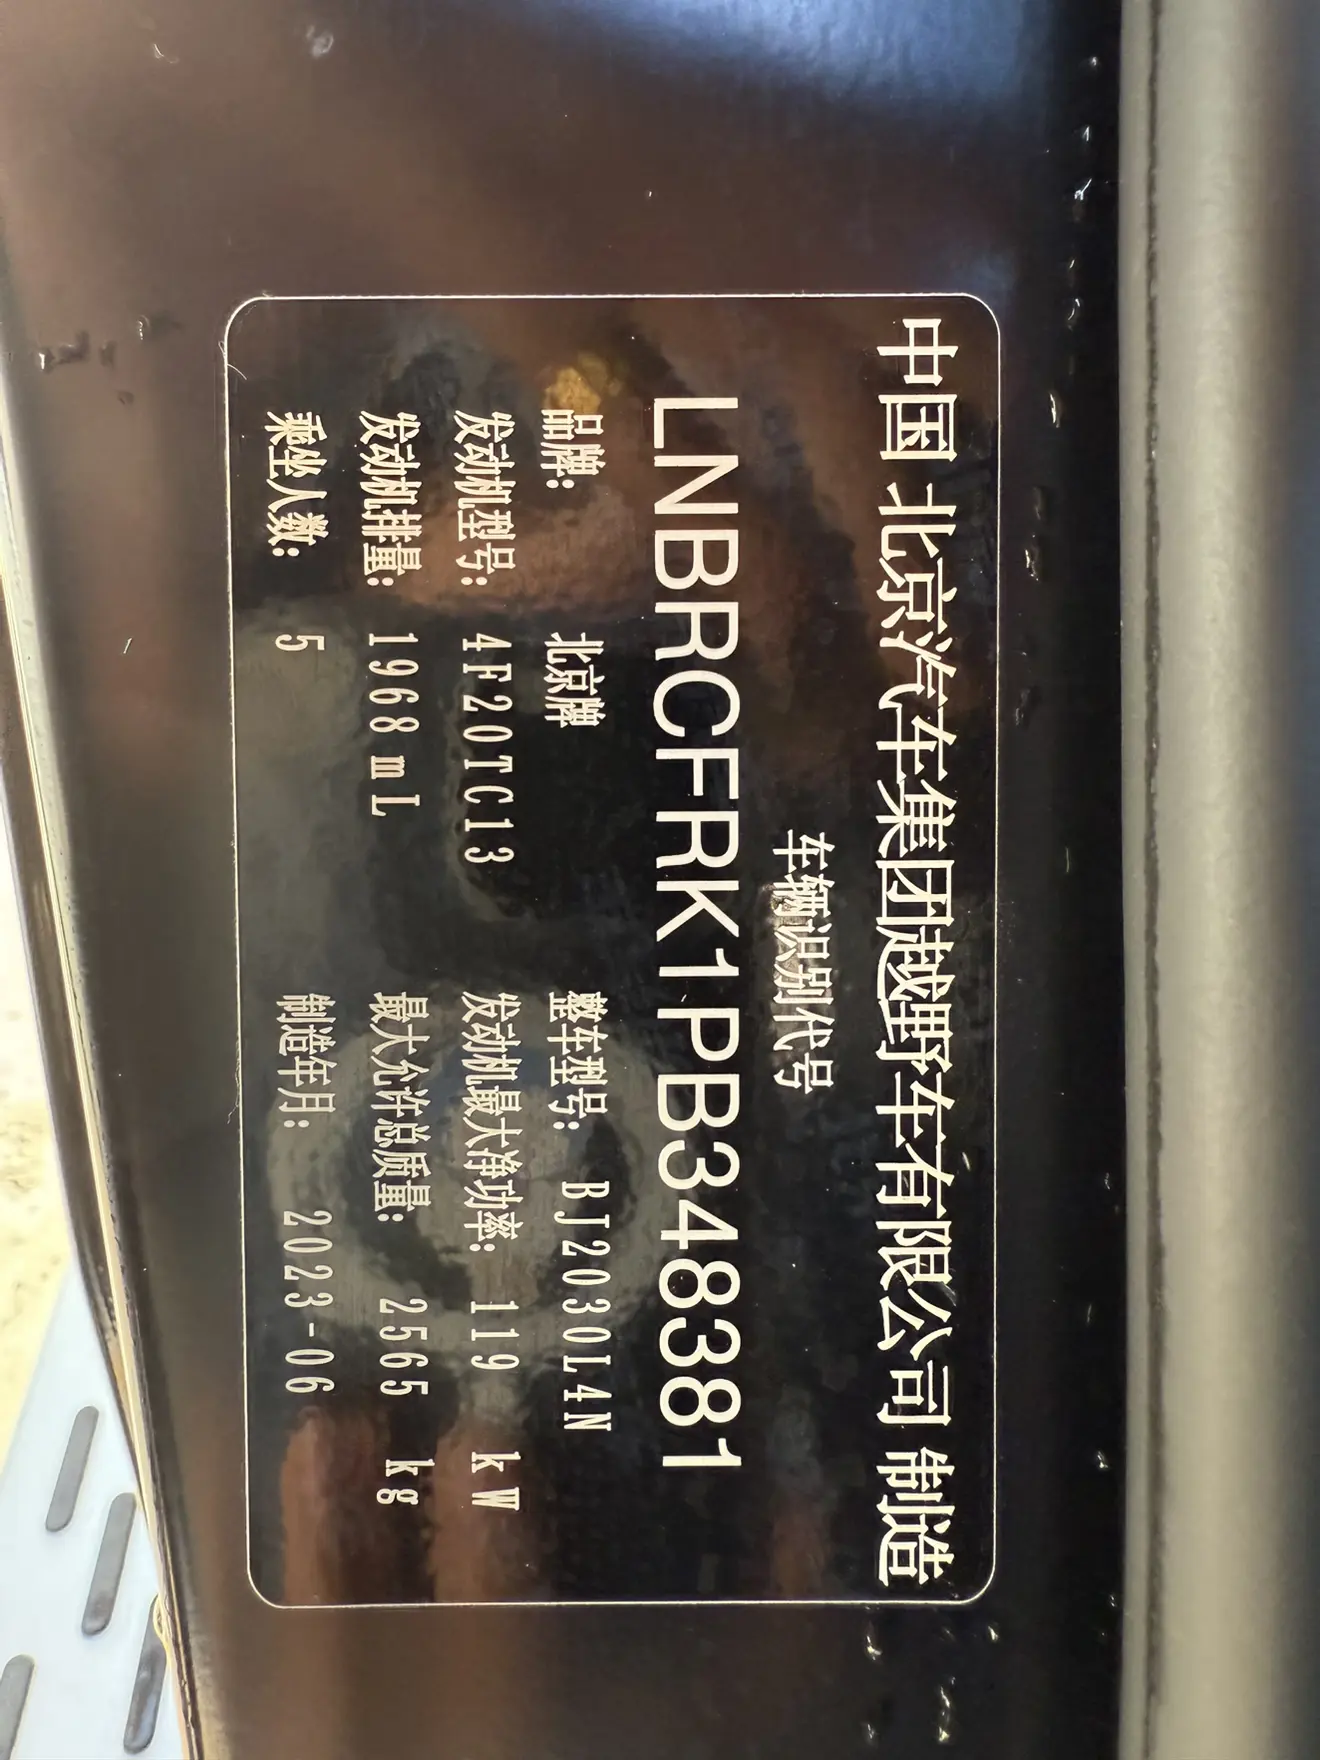 中国 北京汽车集团越野车有限公司 制造
车辆识别代号
LNBRCFRK1PB348381
品牌: 北京牌 整车型号: BJ2030L4N
发动机型号: 4F20TC13 发动机最大净功率: 119 kW
发动机排量: 1968 mL 最大允许总质量: 2565 kg
乘坐人数: 5 制造年月: 2023-06